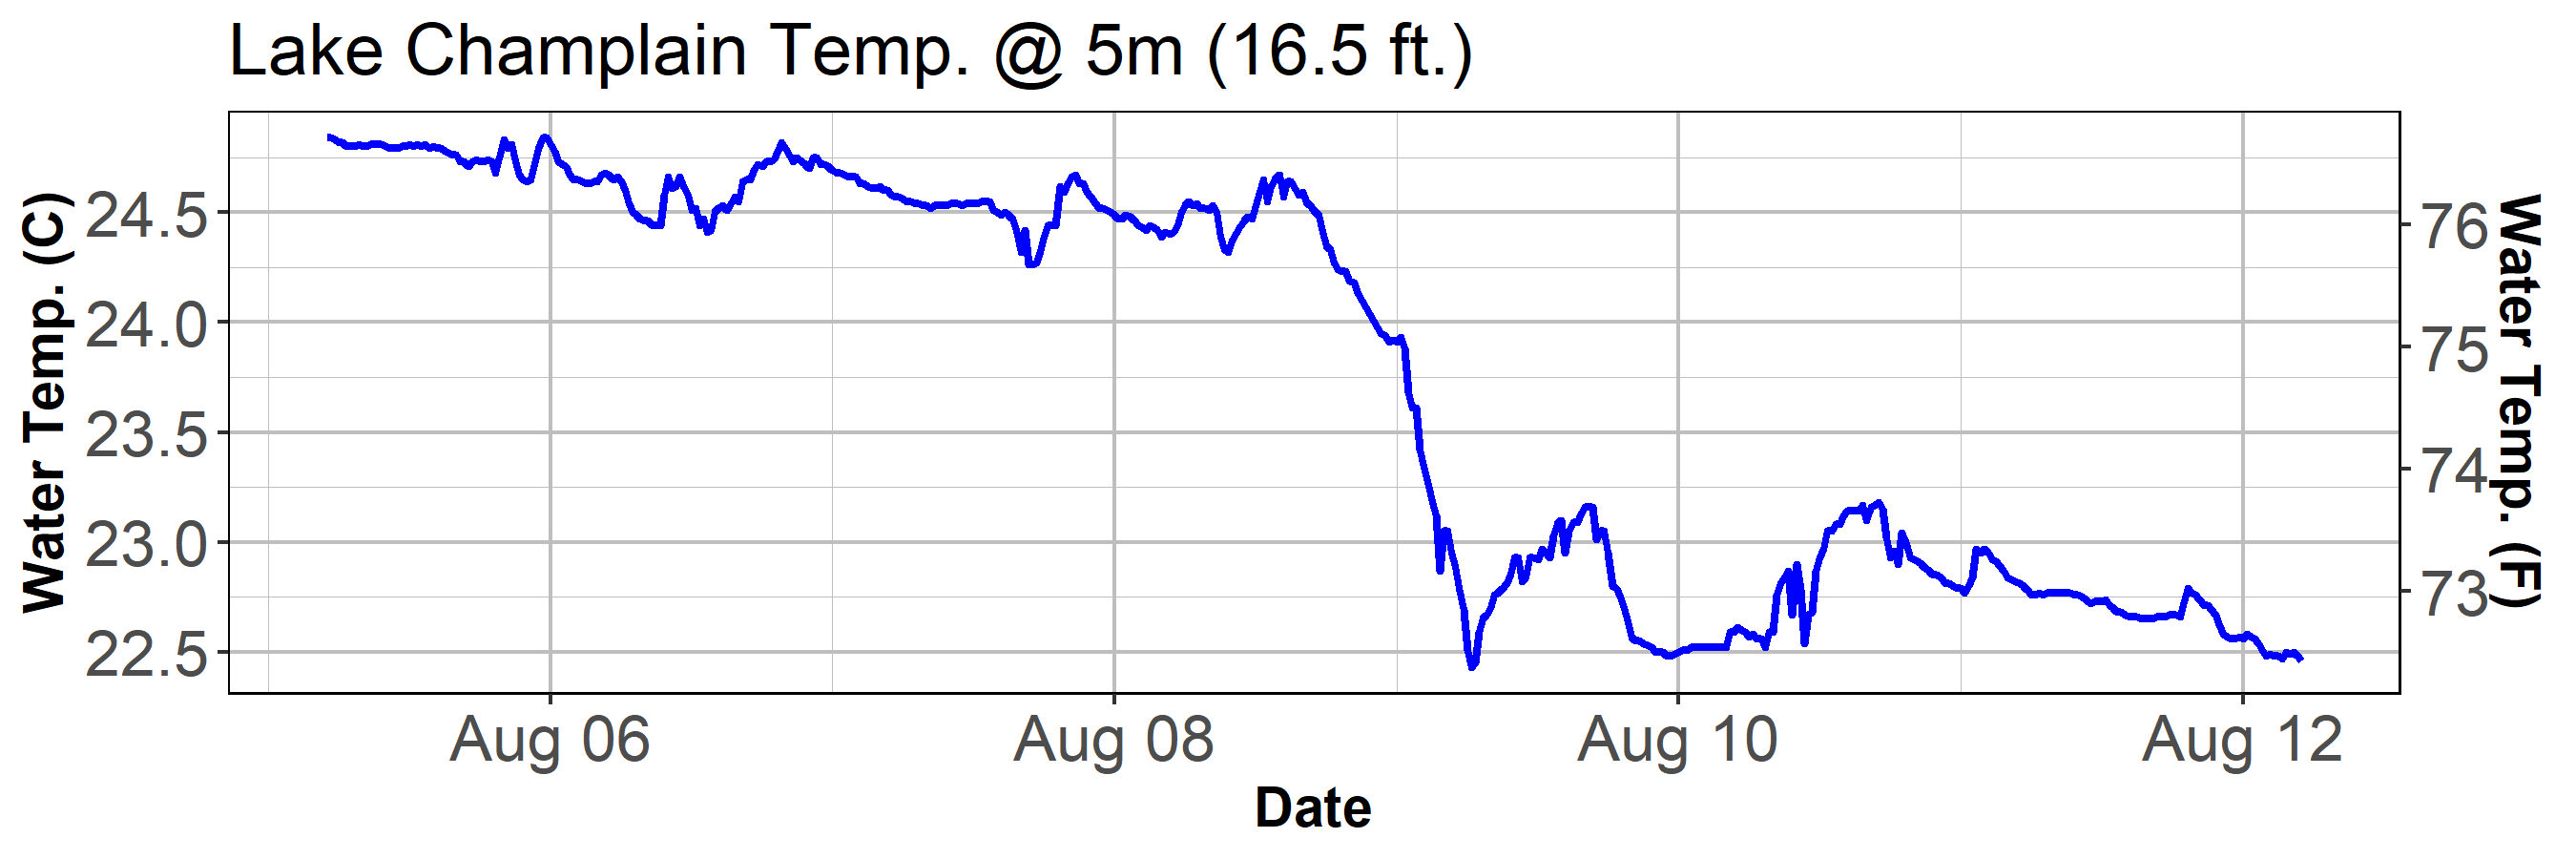 Lake Champlain Temp. @ 5m (16.5 ft.)
Water Temp. (C)
24.5
24.0
23.5
23.0
22.5
76
75
74
73
Water Temp. (F)
Aug 06
Aug 08
Aug 10
Aug 12
Date